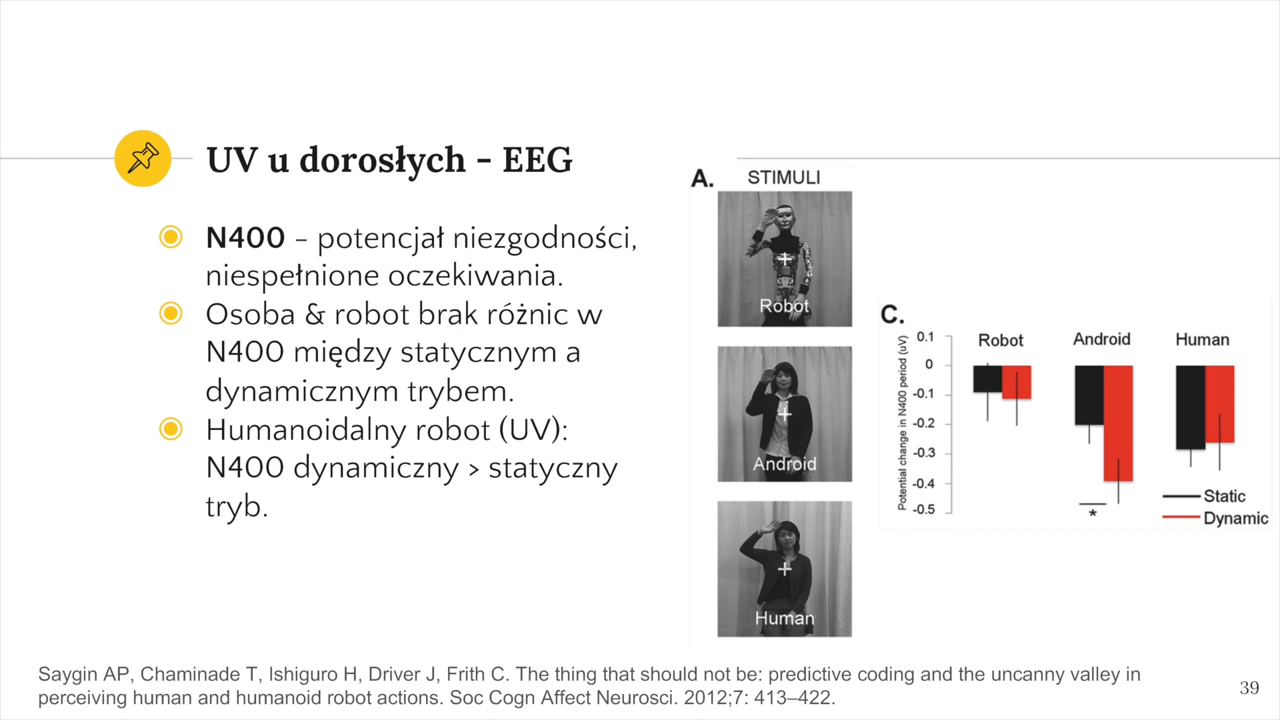 UV u dorosłych - EEG
N400 – potencjał niezgodności,
niespełnione oczekiwania.
Osoba & robot brak różnic w
N400 między statycznym a
dynamicznym trybem.
Humanoidalny robot (UV):
N400 dynamiczny > statyczny
tryb.
A.
STIMULI
Robot
Android
Human
C.
Potential change in N400 period (uV)
0.1
0
-0.1
-0.2
-0.3
-0.4
-0.5
Robot
Android
Human
*
Static
Dynamic
Saygin AP, Chaminade T, Ishiguro H, Driver J, Frith C. The thing that should not be: predictive coding and the uncanny valley in
perceiving human and humanoid robot actions. Soc Cogn Affect Neurosci. 2012;7: 413–422.
39